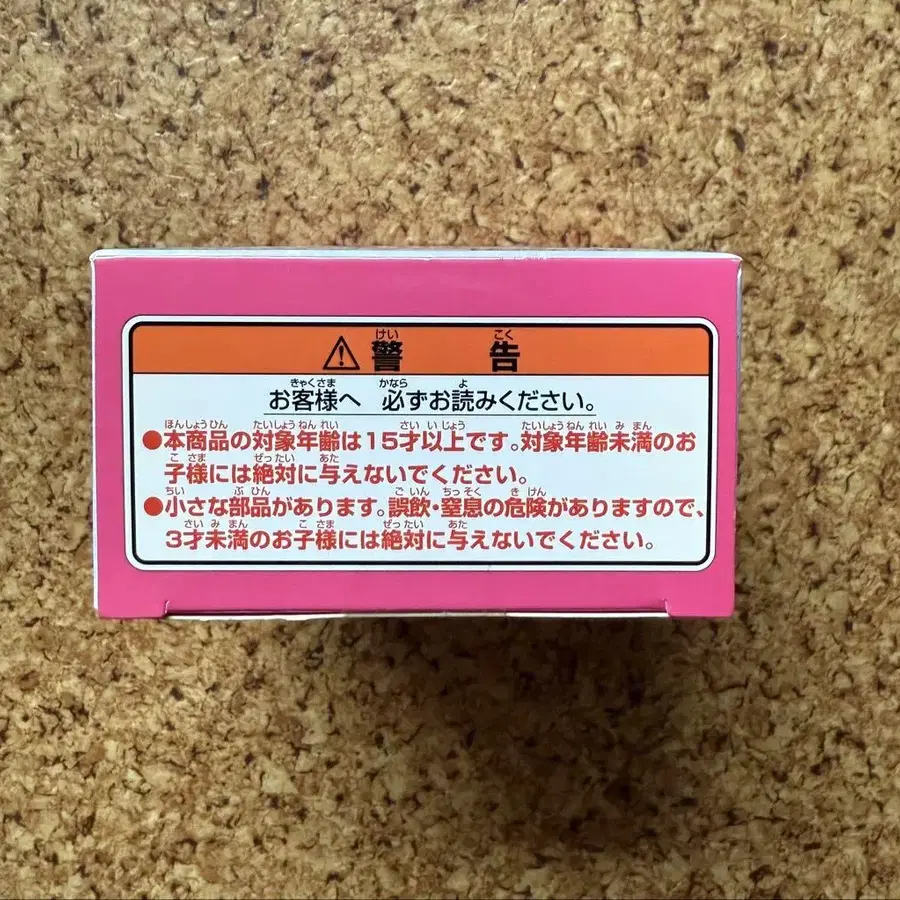 ⚠警告
お客様へ 必ずお読みください。
●本商品の対象年齢は15才以上です。対象年齢未満のお
子様には絶対に与えないでください。
●小さな部品があります。誤飲・窒息の危険がありますので、
3才未満のお子様には絶対に与えないでください。